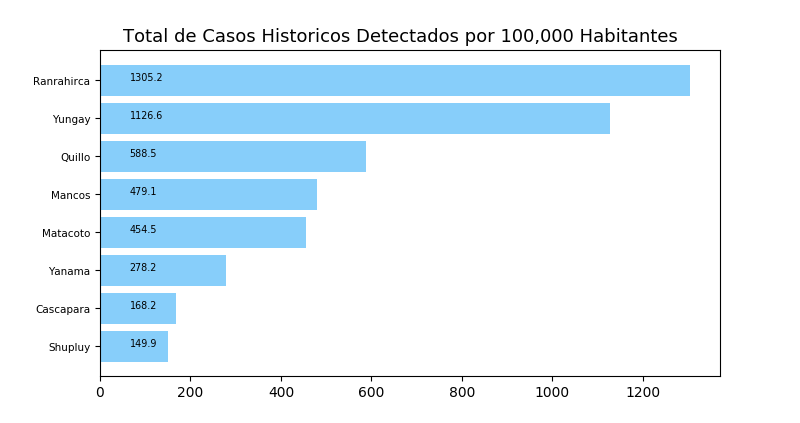 Total de Casos Historicos Detectados por 100,000 Habitantes
Ranrahirca 1305.2
Yungay 1126.6
Quillo 588.5
Mancos 479.1
Matacoto 454.5
Yanama 278.2
Cascapara 168.2
Shupluy 149.9
0 200 400 600 800 1000 1200